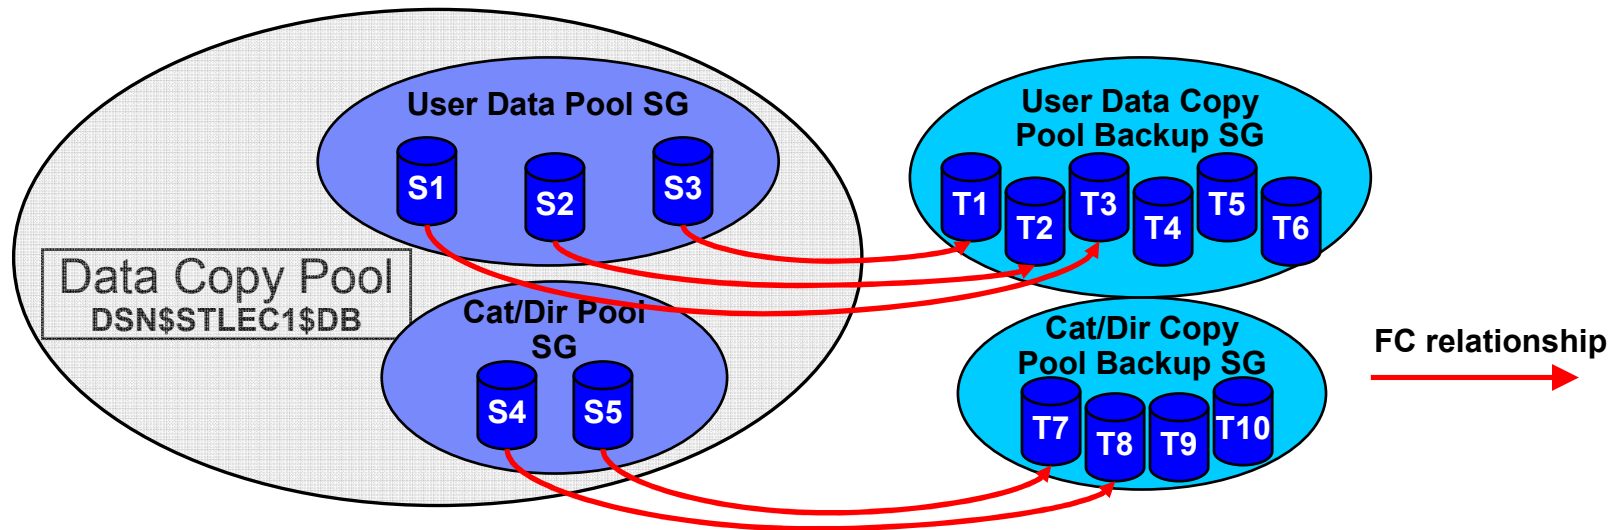 User Data Pool SG
S1
S2
S3
Data Copy Pool
DSN$STLEC1$DB
Cat/Dir Pool
SG
S4
S5
User Data Copy
Pool Backup SG
T1
T2
T3
T4
T5
T6
Cat/Dir Copy
Pool Backup SG
T7
T8
T9
T10
FC relationship